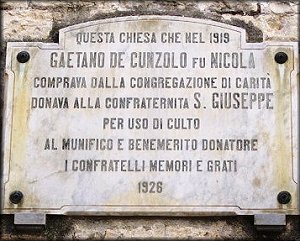 QUESTA CHIESA CHE NEL 1919
GAETANO DE CUNZOLO FU NICOLA
COMPRAVA DALLA CONGREGAZIONE DI CARITÀ
DONAVA ALLA CONFRATERNITA S. GIUSEPPE
PER USO DI CULTO
AL MUNIFICO E BENEMERITO DONATORE
I CONFRATELLI MEMORI E GRATI
1926